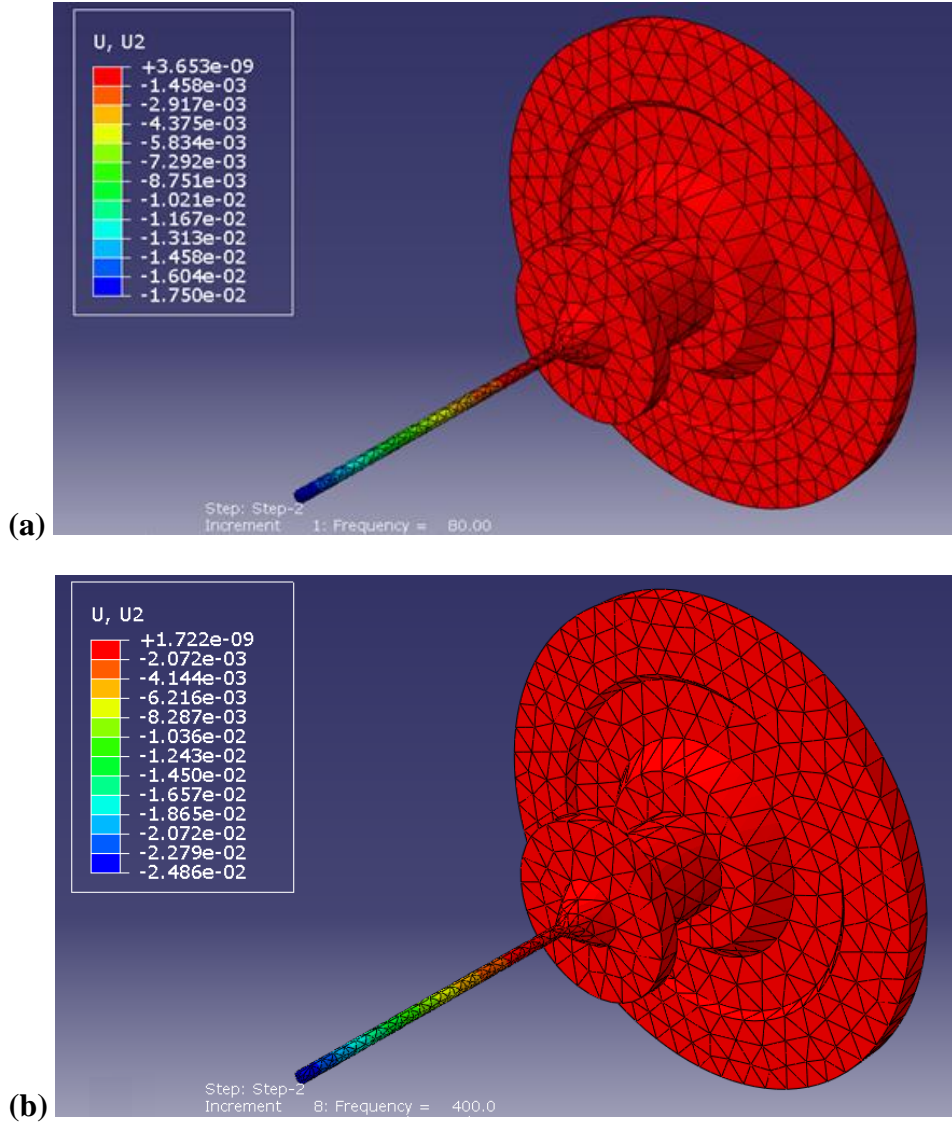 U, U2
+3.653e-09
-1.458e-03
-2.917e-03
-4.375e-03
-5.834e-03
-7.292e-03
-8.751e-03
-1.021e-02
-1.167e-02
-1.313e-02
-1.458e-02
-1.604e-02
-1.750e-02
Step: Step-2
Increment 1: Frequency = 80.00
(a)
U, U2
+1.722e-09
-2.072e-03
-4.144e-03
-6.216e-03
-8.287e-03
-1.036e-02
-1.243e-02
-1.450e-02
-1.657e-02
-1.865e-02
-2.072e-02
-2.279e-02
-2.486e-02
Step: Step-2
Increment 8: Frequency = 400.0
(b)